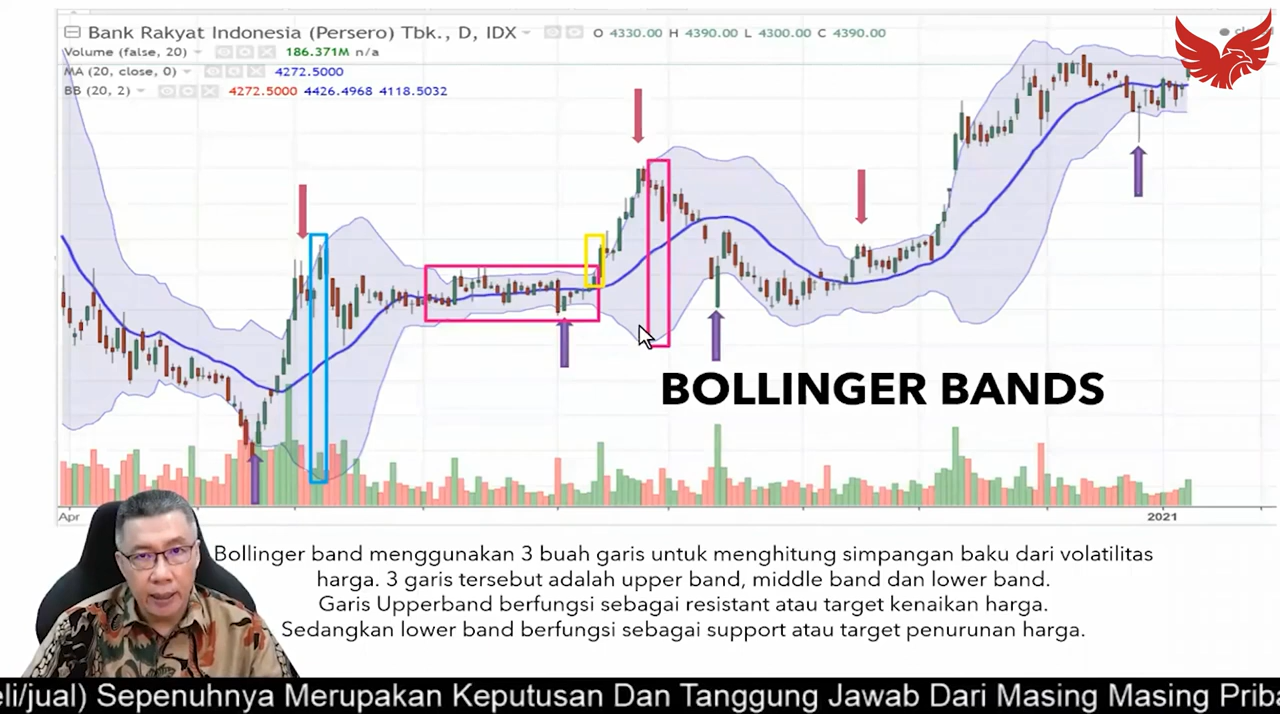 Bank Rakyat Indonesia (Persero) Tbk., D, IDX O 4330.00 H 4390.00 L 4300.00 C 4390.00
Volume (false, 20) 186.371M n/a
MA (20, close, 0) 4272.5000
BB (20, 2) 4272.5000 4426.4968 4118.5032
BOLLINGER BANDS
Apr 2021
Bollinger band menggunakan 3 buah garis untuk menghitung simpangan baku dari volatilitas
harga. 3 garis tersebut adalah upper band, middle band dan lower band.
Garis Upperband berfungsi sebagai resistant atau target kenaikan harga.
Sedangkan lower band berfungsi sebagai support atau target penurunan harga.
eli/jual) Sepenuhnya Merupakan Keputusan Dan Tanggung Jawab Dari Masing Masing Priba